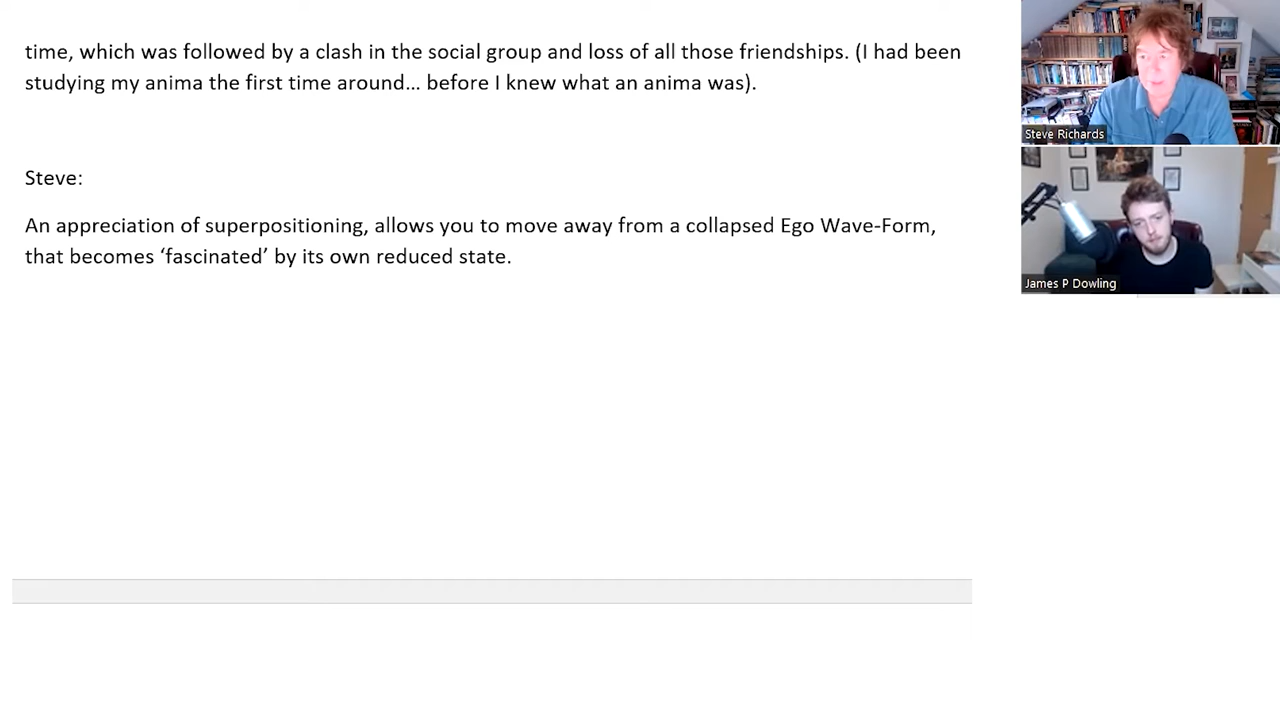 time, which was followed by a clash in the social group and loss of all those friendships. (I had been
studying my anima the first time around... before I knew what an anima was).
Steve:
An appreciation of superpositioning, allows you to move away from a collapsed Ego Wave-Form,
that becomes ‘fascinated’ by its own reduced state.
Steve Richards
James P Dowling